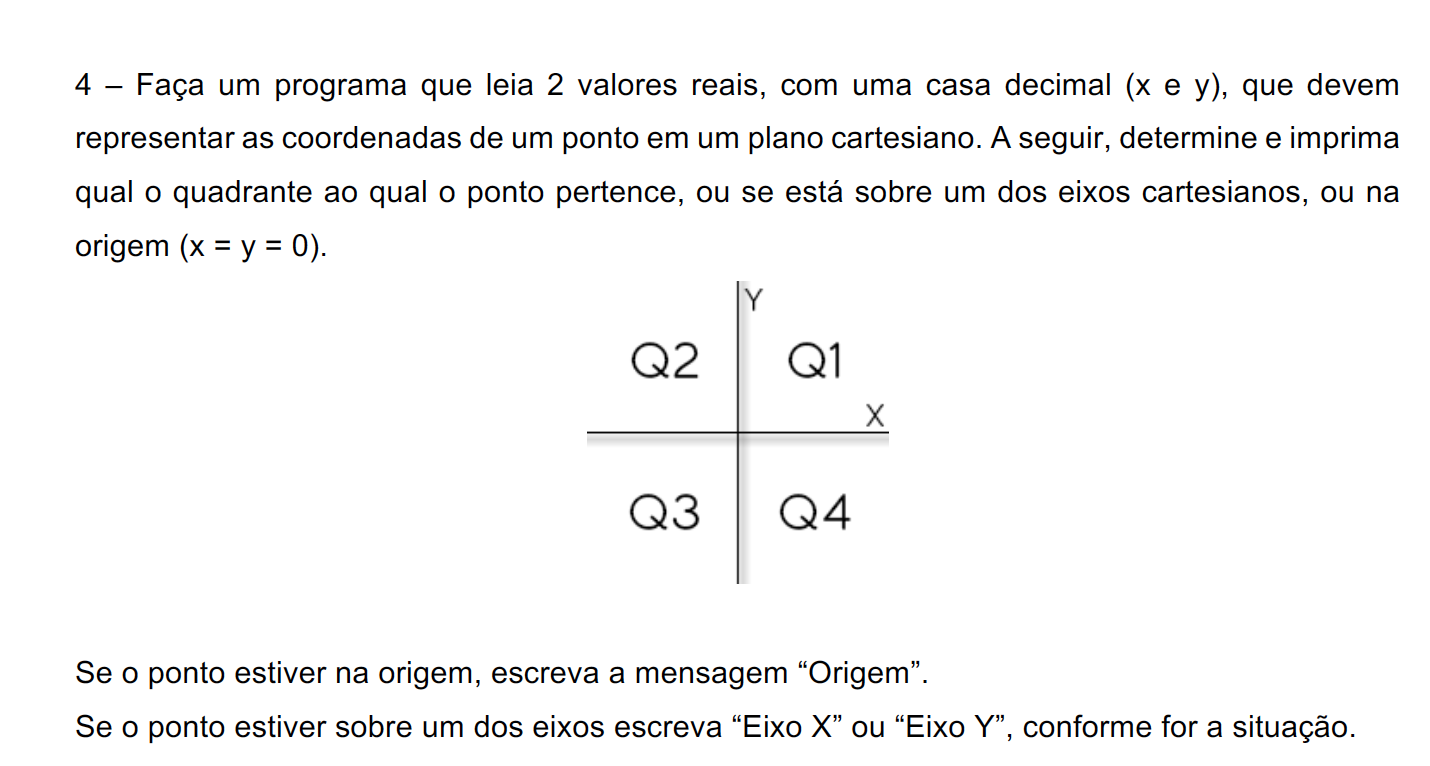 4 – Faça um programa que leia 2 valores reais, com uma casa decimal (x e y), que devem
representar as coordenadas de um ponto em um plano cartesiano. A seguir, determine e imprima
qual o quadrante ao qual o ponto pertence, ou se está sobre um dos eixos cartesianos, ou na
origem (x = y = 0).
Y
Q2 Q1
X
Q3 Q4
Se o ponto estiver na origem, escreva a mensagem “Origem”.
Se o ponto estiver sobre um dos eixos escreva “Eixo X” ou “Eixo Y”, conforme for a situação.